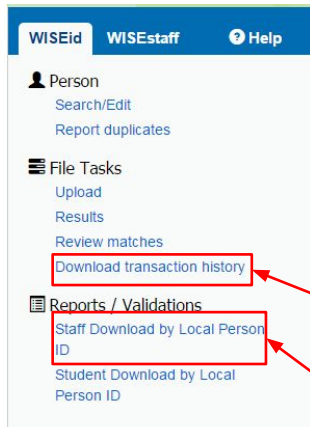 WISEid WISEstaff Help
Person
Search/Edit
Report duplicates
File Tasks
Upload
Results
Review matches
Download transaction history
Reports / Validations
Staff Download by Local Person
ID
Student Download by Local
Person ID